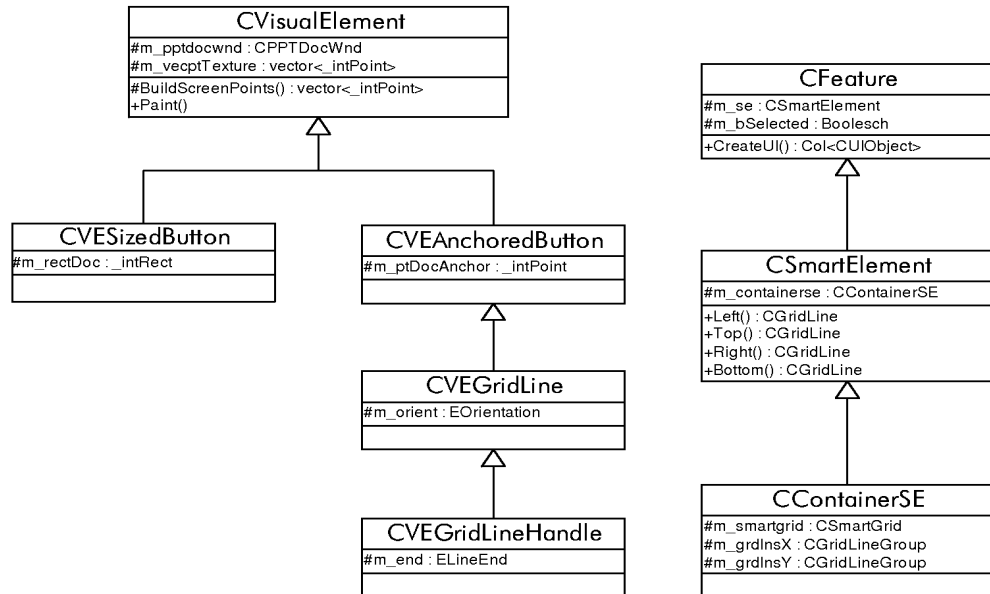 CVisualElement
#m_pptdocwnd : CPPTDocWnd
#m_vecptTexture : vector<_intPoint>
#BuildScreenPoints() : vector<_intPoint>
+Paint()
CFeature
#m_se : CSmartElement
#m_bSelected : Boolesch
+CreateUI() : Col<CUIObject>
CVESizedButton
#m_rectDoc : _intRect
CVEAnchoredButton
#m_ptDocAnchor : _intPoint
CSmartElement
#m_containerse : CContainerSE
+Left() : CGridLine
+Top() : CGridLine
+Right() : CGridLine
+Bottom() : CGridLine
CVEGridLine
#m_orient : EOrientation
CVEGridLineHandle
#m_end : ELineEnd
CContainerSE
#m_smartgrid : CSmartGrid
#m_grdlnsX : CGridLineGroup
#m_grdlnsY : CGridLineGroup